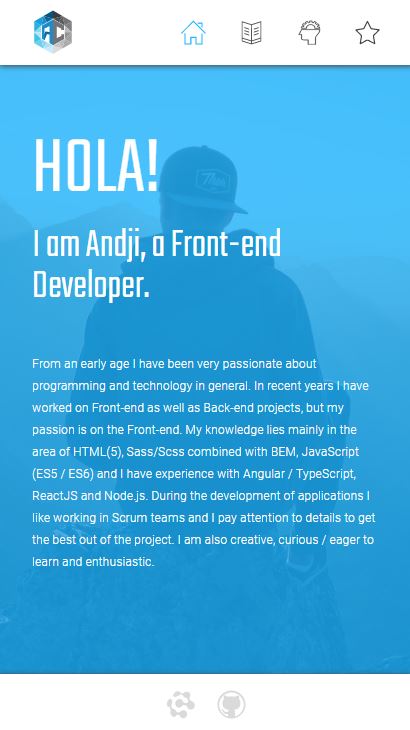 AC
HOLA!
I am Andji, a Front-end
Developer.
From an early age I have been very passionate about
programming and technology in general. In recent years I have
worked on Front-end as well as Back-end projects, but my
passion is on the Front-end. My knowledge lies mainly in the
area of HTML(5), Sass/Scss combined with BEM, JavaScript
(ES5 / ES6) and I have experience with Angular / TypeScript,
ReactJS and Node.js. During the development of applications I
like working in Scrum teams and I pay attention to details to get
the best out of the project. I am also creative, curious / eager to
learn and enthusiastic.